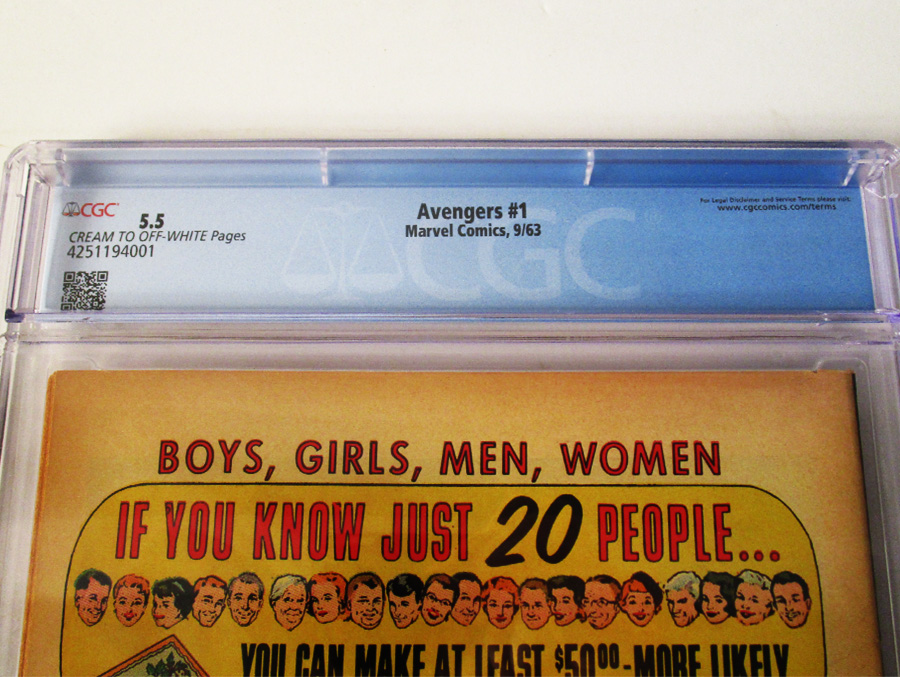 CGC
5.5
CREAM TO OFF-WHITE Pages
4251194001
Avengers #1
Marvel Comics, 9/63
For Legal Disclaimer and Service Terms please visit
www.cgccomics.com/terms
CGC
BOYS, GIRLS, MEN, WOMEN
IF YOU KNOW JUST 20 PEOPLE...
YOU CAN MAKE AT LEAST $50⁰⁰-MORE LIKELY